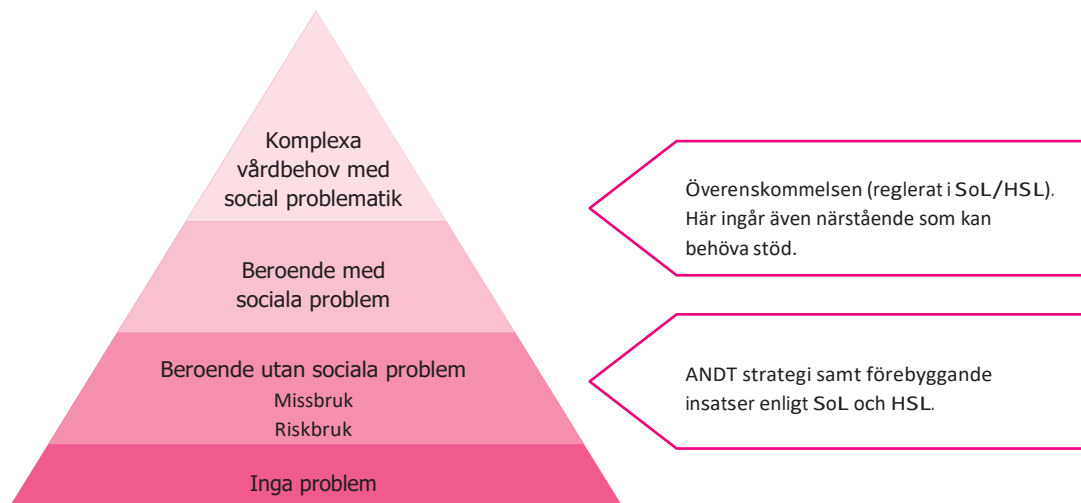 Komplexa
vårdbehov med
social problematik
Överenskommelsen (reglerat i SoL/HSL).
Här ingår även närstående som kan
behöva stöd.
Beroende med
sociala problem
Beroende utan sociala problem
Missbruk
Riskbruk
ANDT strategi samt förebyggande
insatser enligt SoL och HSL.
Inga problem